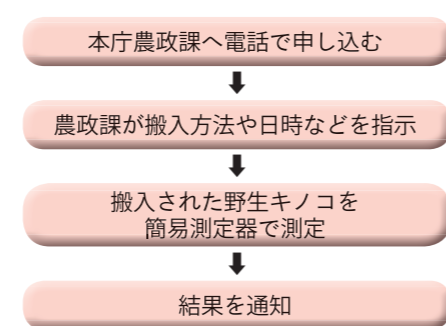 本庁農政課へ電話で申し込む
農政課が搬入方法や日時などを指示
搬入された野生キノコを
簡易測定器で測定
結果を通知